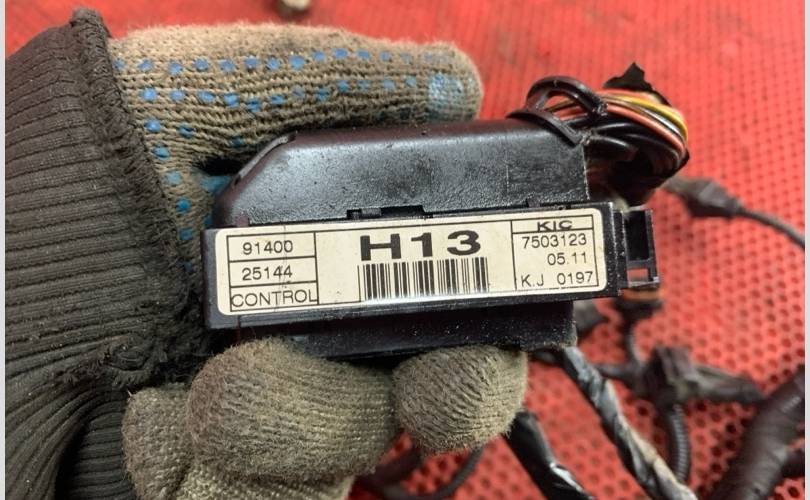 91400
25144
CONTROL
H13
KIC
7503123
05.11
K.J 0197